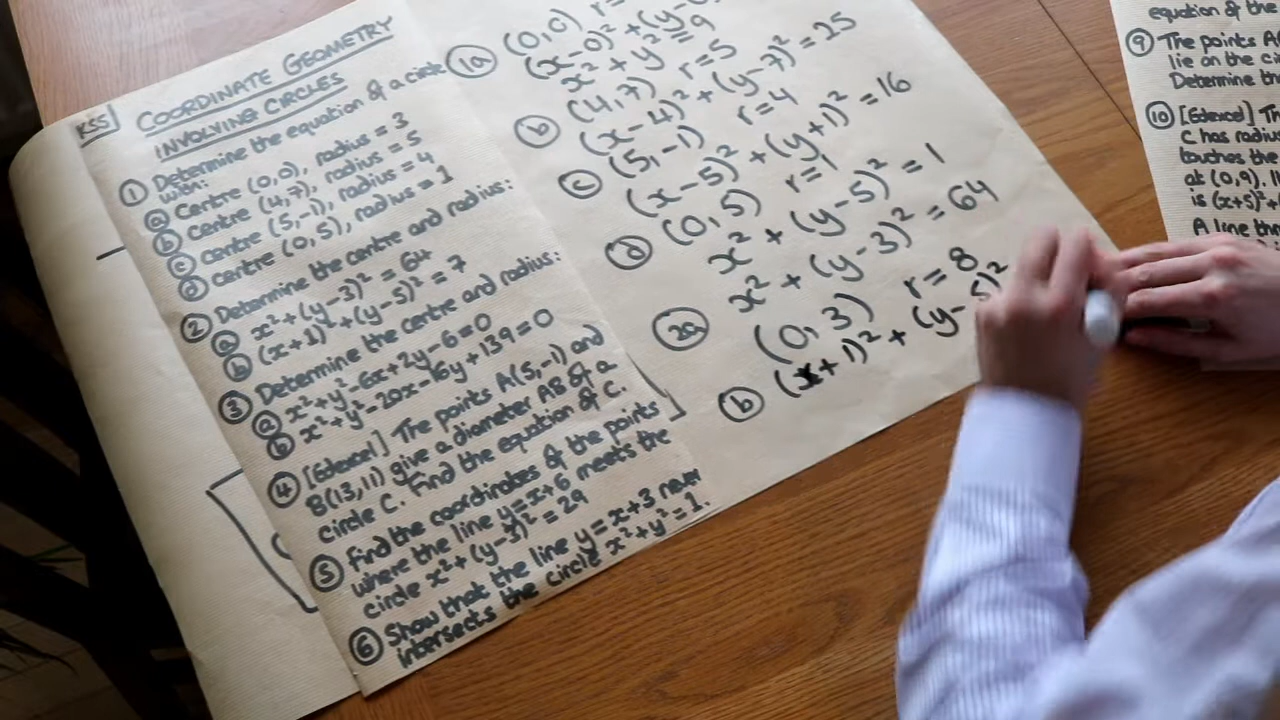 KS5
COORDINATE GEOMETRY
INVOLVING CIRCLES
① Determine the equation of a circle
with:
ⓐ Centre (0,0), radius = 3
ⓑ Centre (4,7), radius = 5
ⓒ Centre (5,-1), radius = 4
ⓓ Centre (0,5), radius = 1
② Determine the centre and radius:
ⓐ x²+(y-3)² = 64
ⓑ (x+1)²+(y-5)² = 7
③ Determine the centre and radius:
ⓐ x²+y²-6x+2y-6=0
ⓑ x²+y²-20x-16y+139=0
④ [Edexcel] The points A(5,-1) and
B(13,11) give a diameter AB of a
circle C. Find the equation of C.
⑤ Find the coordinates of the points
where the line y=x+6 meets the
circle x²+(y-3)² = 29
⑥ Show that the line y=x+3 never
intersects the circle x²+y²=1.
1a (0,0) r=
(x-0)²+(y-0
x² + y² = 9
ⓑ (4,7) r=5
(x-4)² + (y-7)² = 25
ⓒ (5,-1) r=4
(x-5)² + (y+1)² = 16
ⓓ (0,5) r=1
x² + (y-5)² = 1
2a x² + (y-3)² = 64
(0,3) r=8
ⓑ (x+1)² + (y-5)²
equation of the
⑨ The points A(
lie on the ci
Determine th
⑩ [Edexcel] Th
C has radiu
touches the
at (0,9). I
is (x+5)²+
A line thr